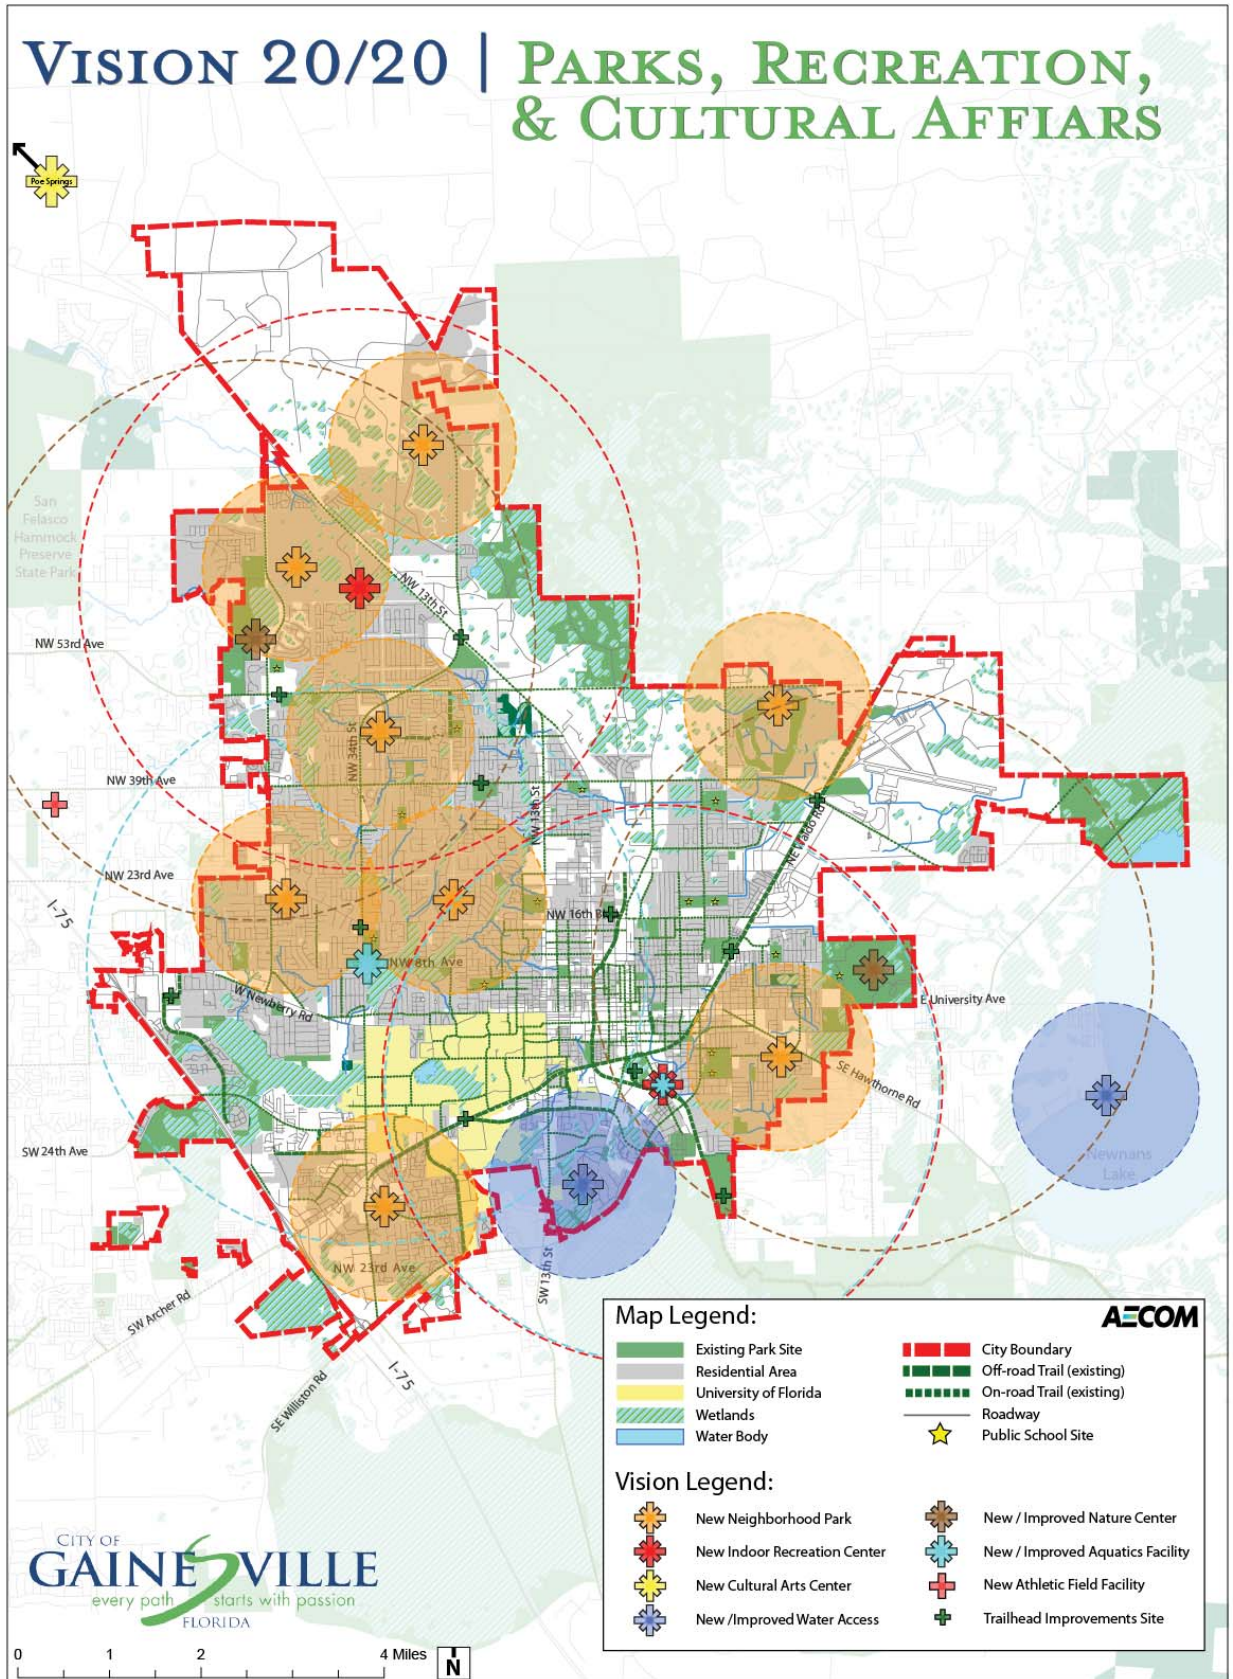 VISION 20/20 | PARKS, RECREATION,
& CULTURAL AFFIARS
Poe Springs
San
Felasco
Hammock
Preserve
State Park
NW 13th St
NW 53rd Ave
NW 34th St
NW 39th Ave
NW 13th St
NE Waldo Rd
NW 23rd Ave
I-75
NW 16th B
NW 8th Ave
W Newberry Rd
E University Ave
SE Hawthorne Rd
SW 24th Ave
Newnans
Lake
NW 23rd Ave
SW 13th St
SW Archer Rd
I-75
SE Williston Rd
Map Legend:
AECOM
Existing Park Site
Residential Area
University of Florida
Wetlands
Water Body
City Boundary
Off-road Trail (existing)
On-road Trail (existing)
Roadway
Public School Site
Vision Legend:
New Neighborhood Park
New Indoor Recreation Center
New Cultural Arts Center
New /Improved Water Access
New / Improved Nature Center
New / Improved Aquatics Facility
New Athletic Field Facility
Trailhead Improvements Site
CITY OF
GAINESVILLE
every path starts with passion
FLORIDA
0 1 2 4 Miles
N